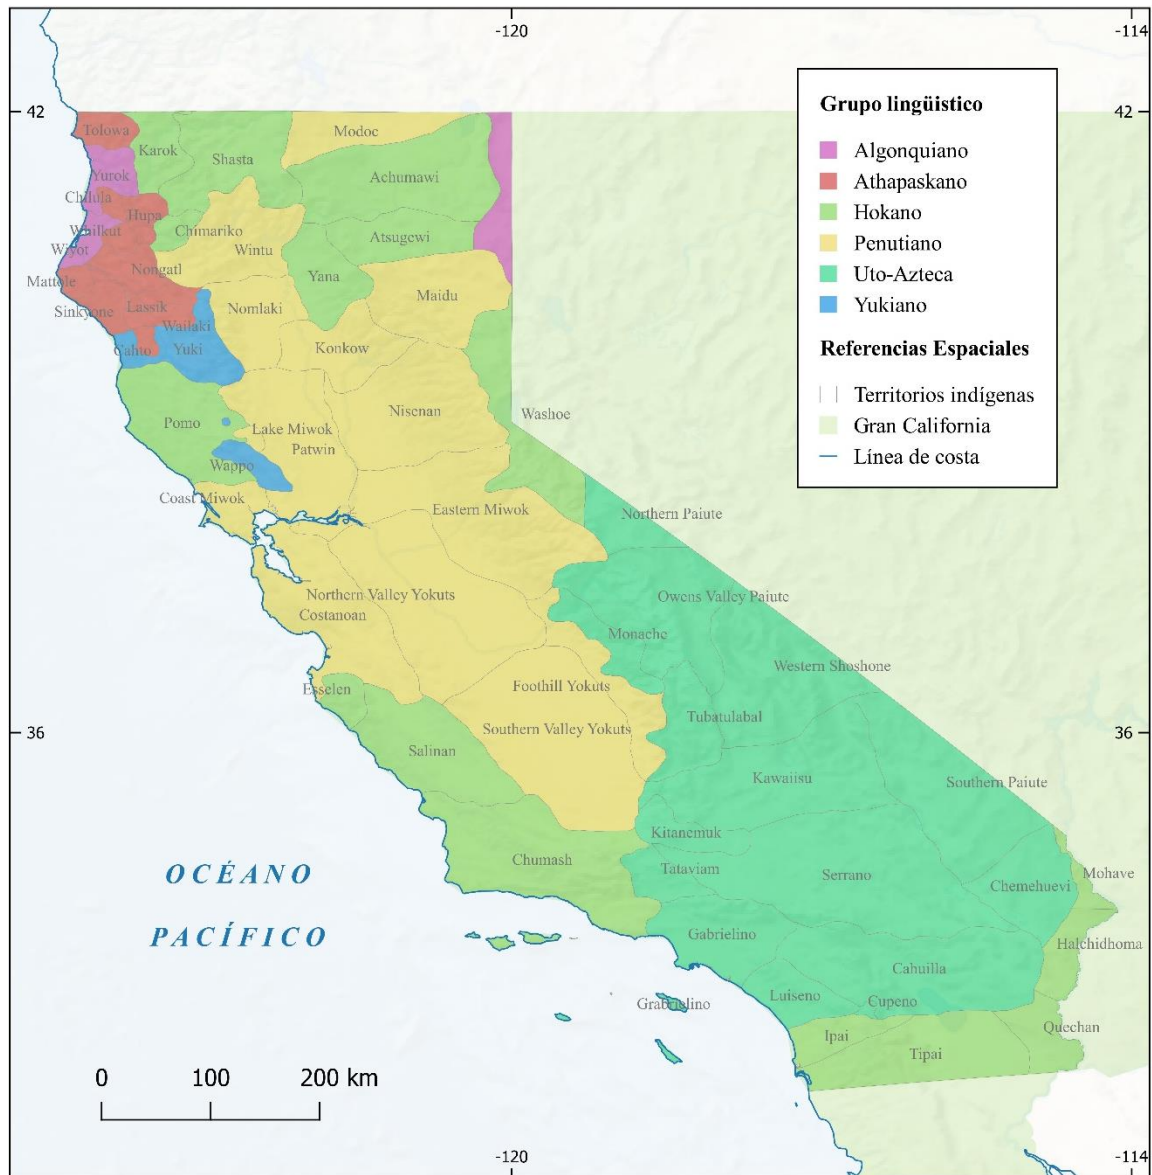 -120
-114
42
42
Grupo lingüistico
Algonquiano
Athapaskano
Hokano
Penutiano
Uto-Azteca
Yukiano
Referencias Espaciales
Territorios indígenas
Gran California
Línea de costa
Tolowa
Karok
Shasta
Modoc
Yurok
Achumawi
Chilula
Hupa
Whilkut
Chimariko
Wiyot
Wintu
Atsugewi
Nongatl
Mattole
Yana
Maidu
Sinkyone
Lassik
Nomlaki
Wailaki
Cahto
Yuki
Konkow
Pomo
Nisenan
Washoe
Lake Miwok
Patwin
Wappo
Coast Miwok
Eastern Miwok
Northern Paiute
Northern Valley Yokuts
Owens Valley Paiute
Costanoan
Monache
Western Shoshone
Esselen
Foothill Yokuts
Tubatulabal
Southern Valley Yokuts
36
36
Salinan
Kawaiisu
Southern Paiute
Kitanemuk
Chumash
Tataviam
Serrano
Chemehuevi
Mohave
OCÉANO
PACÍFICO
Gabrielino
Halchidhoma
Cahuilla
Luiseno
Cupeno
Grabrielino
Ipai
Quechan
Tipai
0 100 200 km
-120
-114